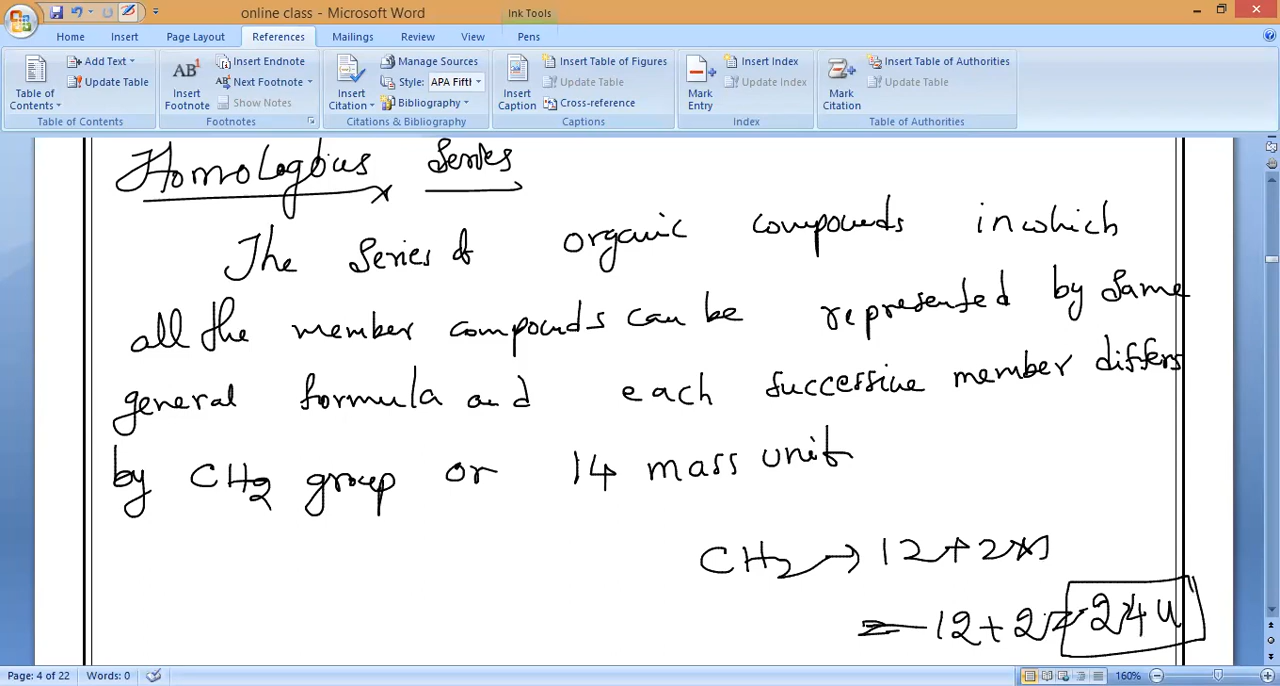 online class - Microsoft Word
Ink Tools
Home Insert Page Layout References Mailings Review View Pens
Table of Contents
Add Text
Update Table
Table of Contents
AB¹ Insert Footnote
Insert Endnote
AB Next Footnote
Show Notes
Footnotes
Insert Citation
Manage Sources
Style: APA Fifth
Bibliography
Citations & Bibliography
Insert Caption
Insert Table of Figures
Update Table
Cross-reference
Captions
Mark Entry
Insert Index
Update Index
Index
Mark Citation
Insert Table of Authorities
Update Table
Table of Authorities
Homologous Series
The Series of organic compounds in which
all the member compounds can be represented by same
general formula and each successive member differs
by CH2 group or 14 mass unit
CH2 → 12+2×1
= 12+2 = 24 u
Page: 4 of 22 Words: 0 160%